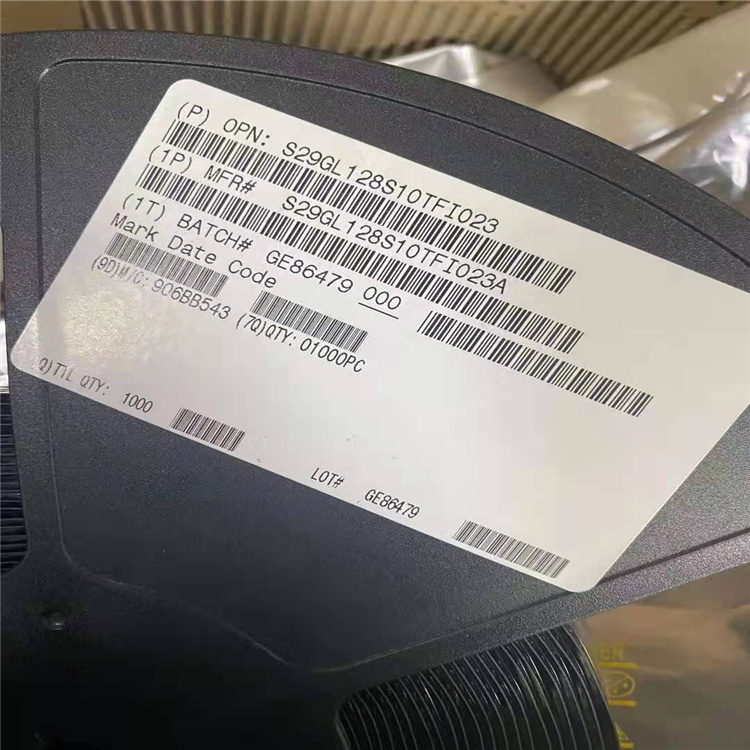 (P) OPN: S29GL128S10TFI023
(1P) MFR# S29GL128S10TFI023A
(1T) BATCH# GE86479 000
Mark Date Code
(9D)M/C: 906BB543 (7Q)QTY: 01000PC
Q)T1L QTY: 1000
LOT# GE86479